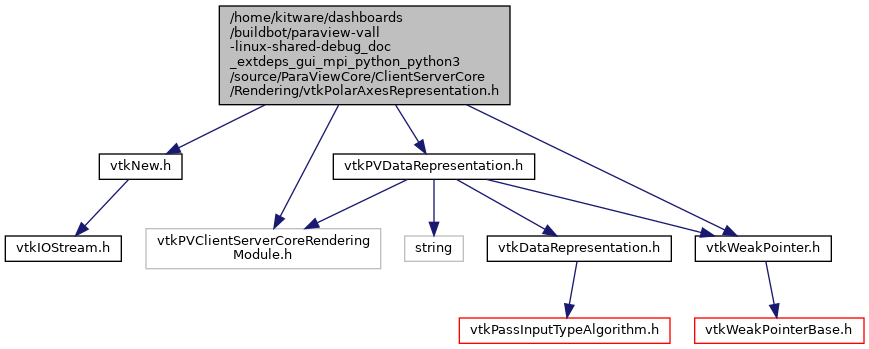 /home/kitware/dashboards
/buildbot/paraview-vall
-linux-shared-debug_doc
_extdeps_gui_mpi_python_python3
/source/ParaViewCore/ClientServerCore
/Rendering/vtkPolarAxesRepresentation.h
vtkNew.h
vtkPVDataRepresentation.h
vtkIOStream.h
vtkPVClientServerCoreRendering
Module.h
string
vtkDataRepresentation.h
vtkWeakPointer.h
vtkPassInputTypeAlgorithm.h
vtkWeakPointerBase.h